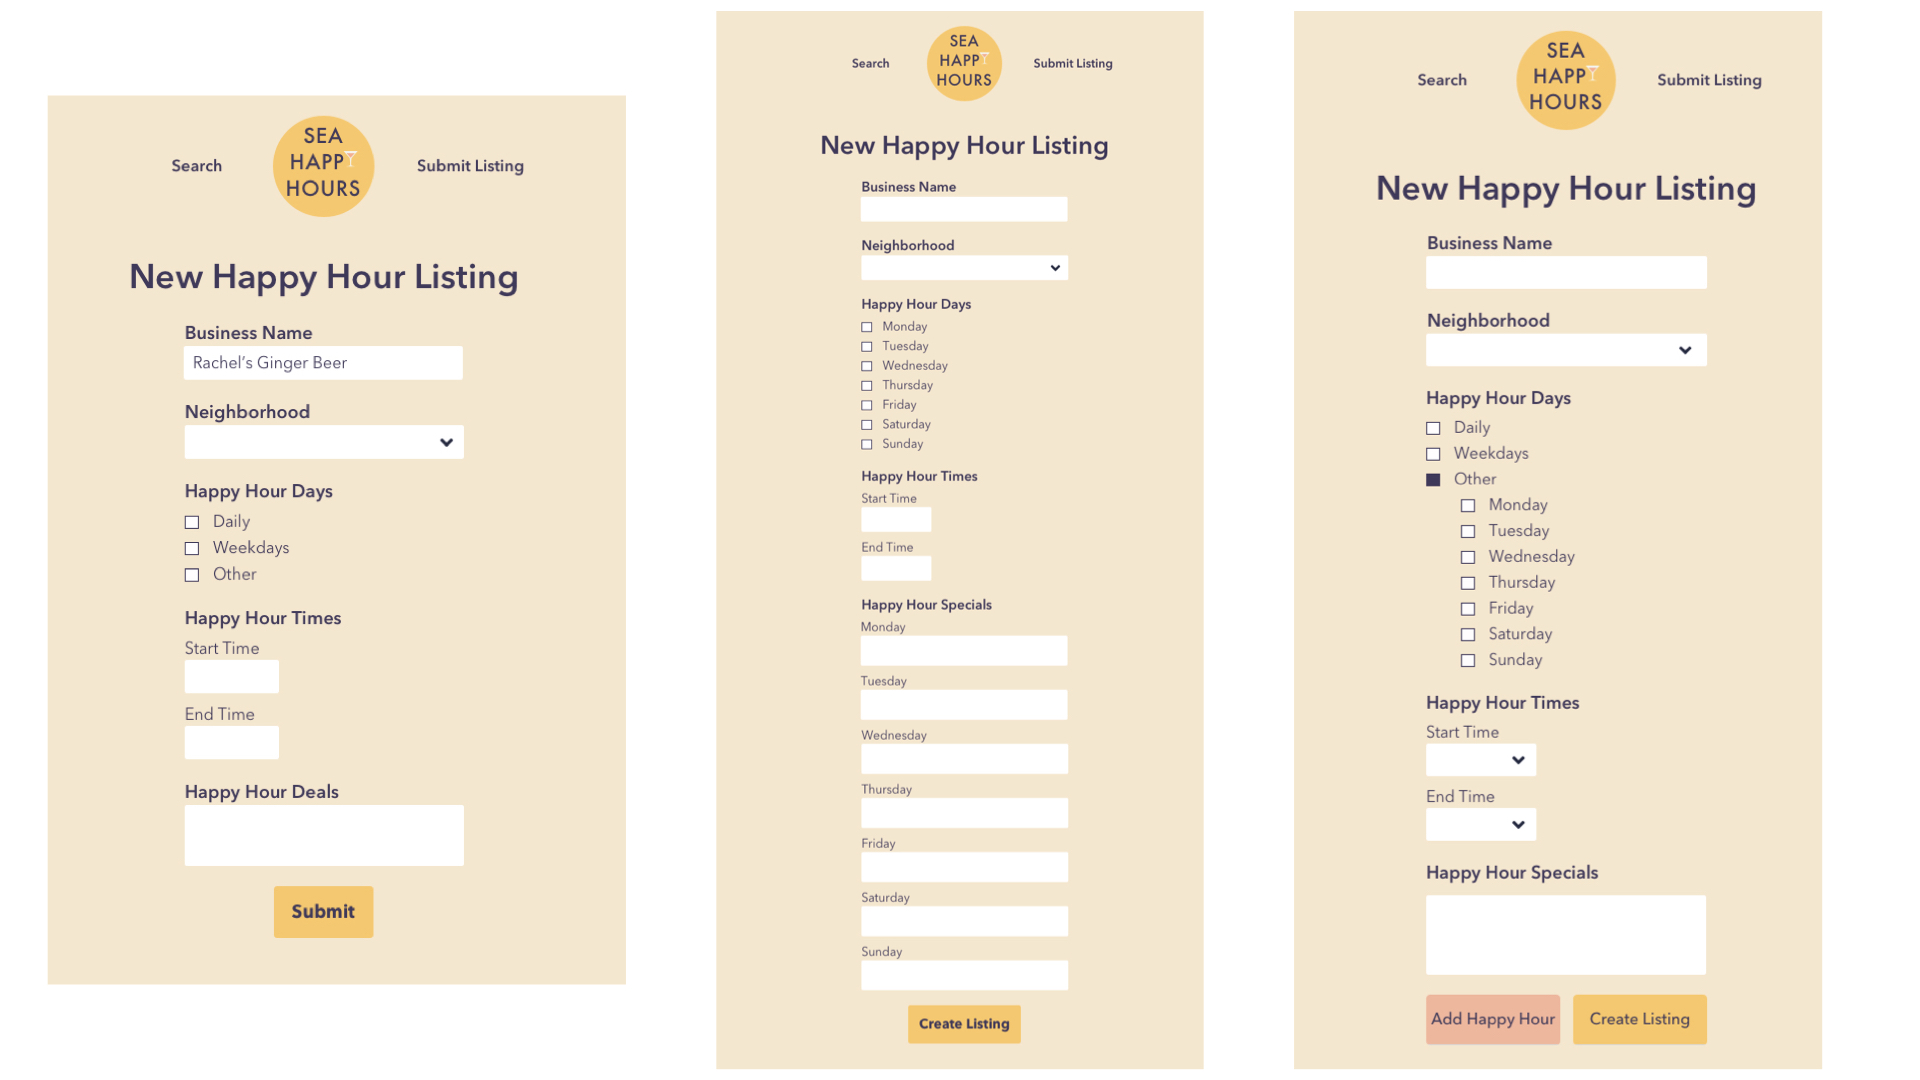 Search
SEA
HAPPY
HOURS
Submit Listing
New Happy Hour Listing
Business Name
Rachel's Ginger Beer
Neighborhood
Happy Hour Days
Daily
Weekdays
Other
Happy Hour Times
Start Time
End Time
Happy Hour Deals
Submit
Search
SEA
HAPPY
HOURS
Submit Listing
New Happy Hour Listing
Business Name
Neighborhood
Happy Hour Days
Monday
Tuesday
Wednesday
Thursday
Friday
Saturday
Sunday
Happy Hour Times
Start Time
End Time
Happy Hour Specials
Monday
Tuesday
Wednesday
Thursday
Friday
Saturday
Sunday
Create Listing
Search
SEA
HAPPY
HOURS
Submit Listing
New Happy Hour Listing
Business Name
Neighborhood
Happy Hour Days
Daily
Weekdays
Other
Monday
Tuesday
Wednesday
Thursday
Friday
Saturday
Sunday
Happy Hour Times
Start Time
End Time
Happy Hour Specials
Add Happy Hour
Create Listing